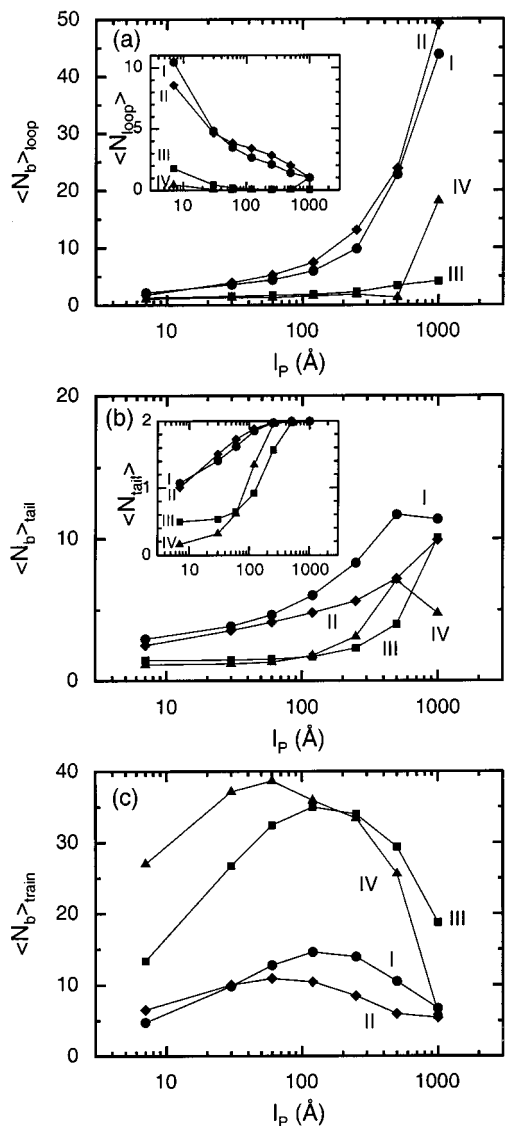 (a)
50
40
30
20
10
0
<N_b>_loop
10
5
0
<N_loop>
I
II
III
IV
10 100 1000
II
I
IV
III
10 100 1000
l_P (Å)
(b)
20
10
0
<N_b>_tail
2
1
0
<N_tail>
I
II
III
IV
10 100 1000
I
II
III
IV
10 100 1000
l_P (Å)
(c)
40
30
20
10
0
<N_b>_train
IV
III
I
II
10 100 1000
l_P (Å)